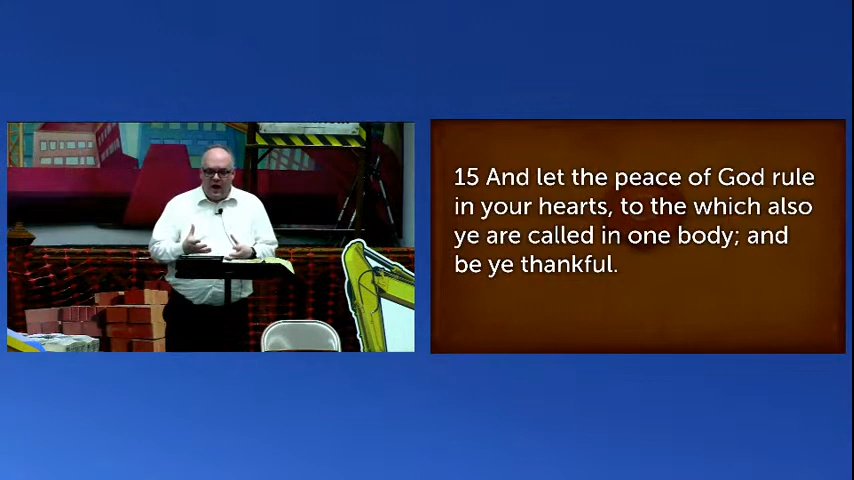 15 And let the peace of God rule
in your hearts, to the which also
ye are called in one body; and
be ye thankful.